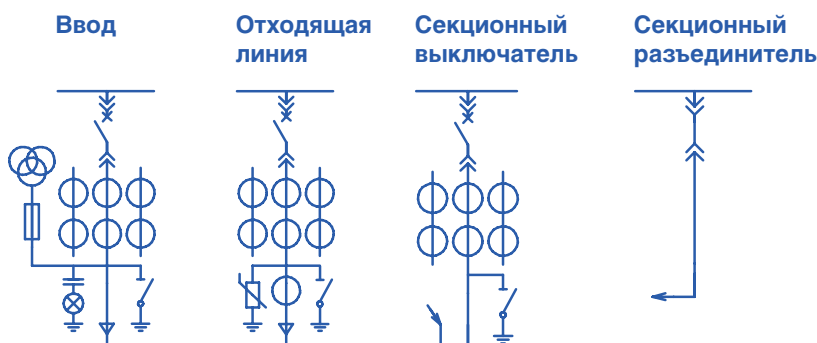 Ввод
Отходящая
линия
Секционный
выключатель
Секционный
разъединитель